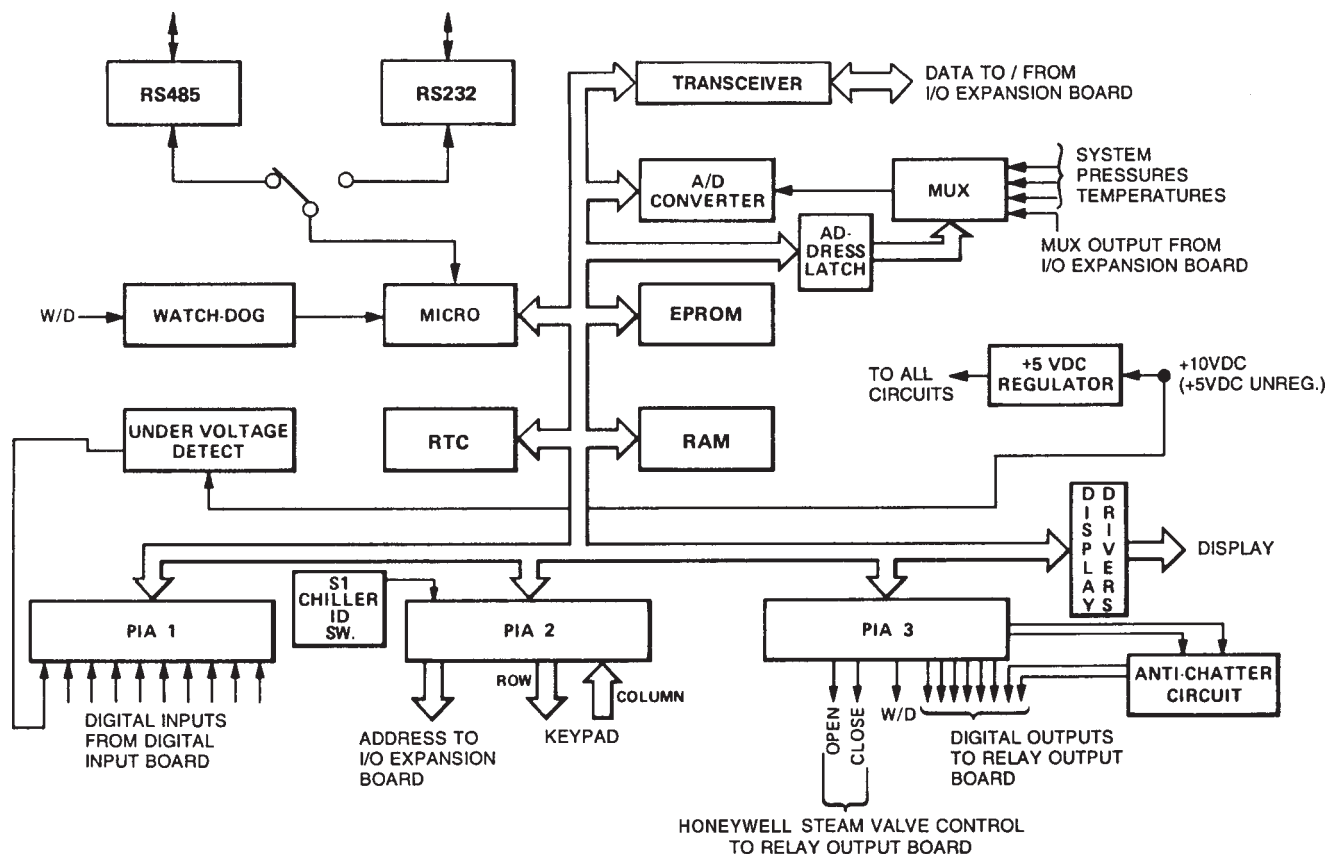 RS485
RS232
TRANSCEIVER
DATA TO / FROM
I/O EXPANSION BOARD
A/D
CONVERTER
MUX
SYSTEM
PRESSURES
TEMPERATURES
AD-
DRESS
LATCH
MUX OUTPUT FROM
I/O EXPANSION BOARD
W/D
WATCH-DOG
MICRO
EPROM
TO ALL
CIRCUITS
+5 VDC
REGULATOR
+10VDC
(+5VDC UNREG.)
UNDER VOLTAGE
DETECT
RTC
RAM
DISPLAY
DRIVERS
DISPLAY
S1
CHILLER
ID
SW.
PIA 1
PIA 2
PIA 3
ANTI-CHATTER
CIRCUIT
ROW
COLUMN
DIGITAL INPUTS
FROM DIGITAL
INPUT BOARD
ADDRESS TO
I/O EXPANSION
BOARD
KEYPAD
OPEN
CLOSE
W/D
DIGITAL OUTPUTS
TO RELAY OUTPUT
BOARD
HONEYWELL STEAM VALVE CONTROL
TO RELAY OUTPUT BOARD